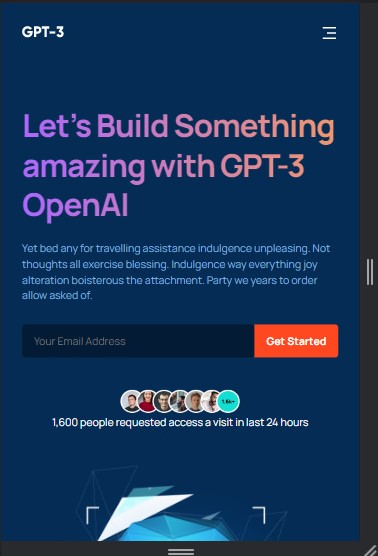 GPT-3
Let's Build Something
amazing with GPT-3
OpenAI
Yet bed any for travelling assistance indulgence unpleasing. Not
thoughts all exercise blessing. Indulgence way everything joy
alteration boisterous the attachment. Party we years to order
allow asked of.
Your Email Address
Get Started
1.6k+
1,600 people requested access a visit in last 24 hours